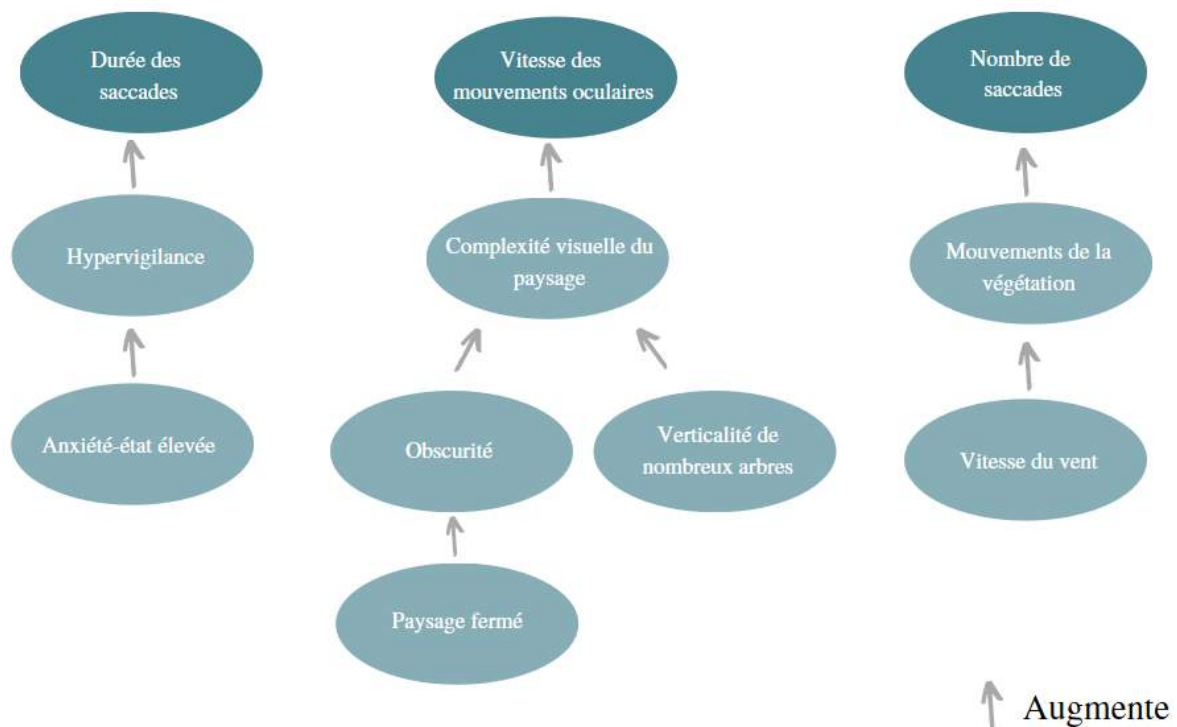 Durée des
saccades
Vitesse des
mouvements oculaires
Nombre de
saccades
Hypervigilance
Complexité visuelle du
paysage
Mouvements de la
végétation
Anxiété-état élevée
Obscurité
Verticalité de
nombreux arbres
Vitesse du vent
Paysage fermé
Augmente